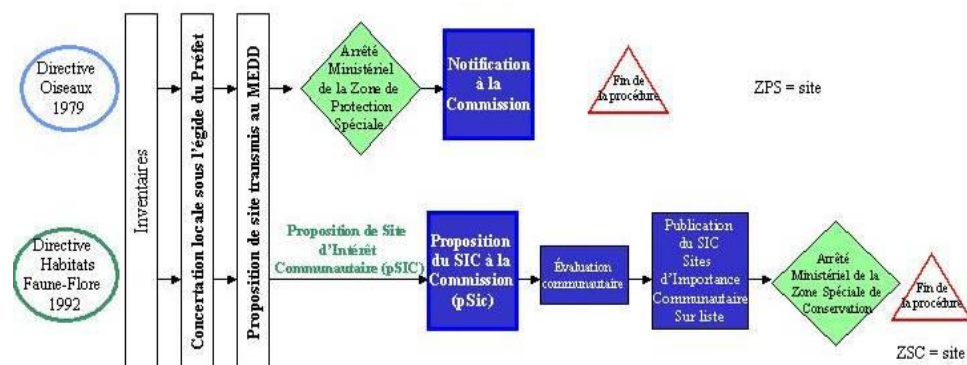 Directive
Oiseaux
1979
Inventaires
Concertation locale sous l'égide du Préfet
Proposition de site transmis au MEDD
Arrêté
Ministériel
de la Zone de
Protection
Spéciale
Notification
à la
Commission
Fin de
la procédure
ZPS = site
Directive
Habitats
Faune-Flore
1992
Proposition de Site
d'Intérêt
Communautaire (pSIC)
Proposition
du SIC à la
Commission
(pSic)
Évaluation
communautaire
Publication
du SIC
Sites
d'Importance
Communautaire
Sur liste
Arrêté
Ministériel de la
Zone Spéciale de
Conservation
Fin de
la procédure
ZSC = site